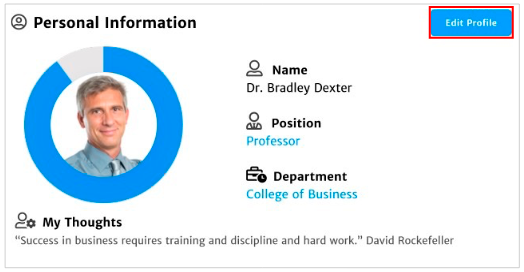 Personal Information
Edit Profile
Name
Dr. Bradley Dexter
Position
Professor
Department
College of Business
My Thoughts
“Success in business requires training and discipline and hard work.” David Rockefeller